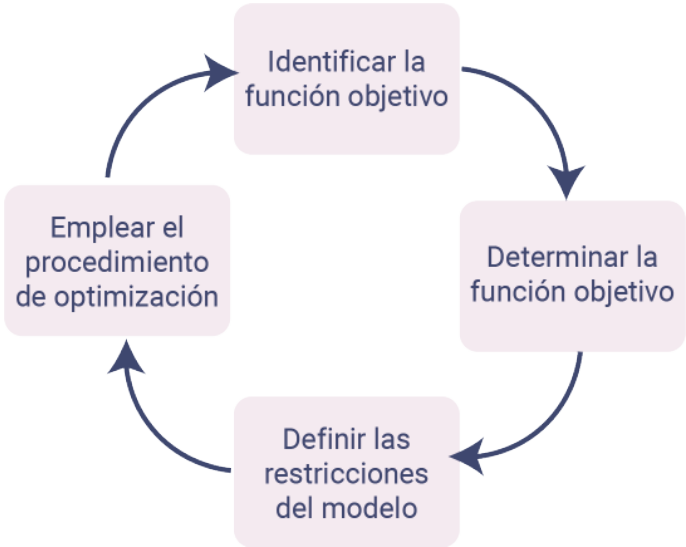 Identificar la
función objetivo
Determinar la
función objetivo
Definir las
restricciones
del modelo
Emplear el
procedimiento
de optimización